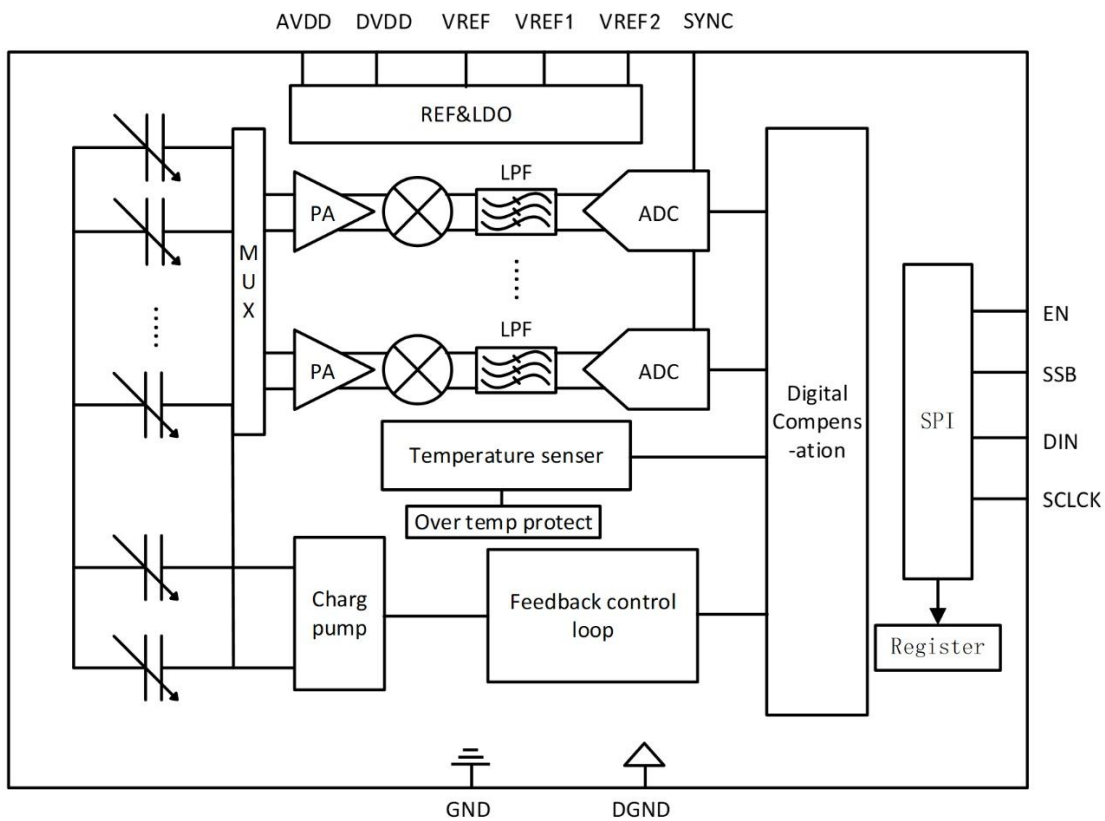 AVDD DVDD VREF VREF1 VREF2 SYNC
REF&LDO
MUX
LPF
PA
ADC
LPF
PA
ADC
Temperature senser
Over temp protect
Charg
pump
Feedback control
loop
Digital
Compens
-ation
SPI
Register
EN
SSB
DIN
SCLCK
GND
DGND